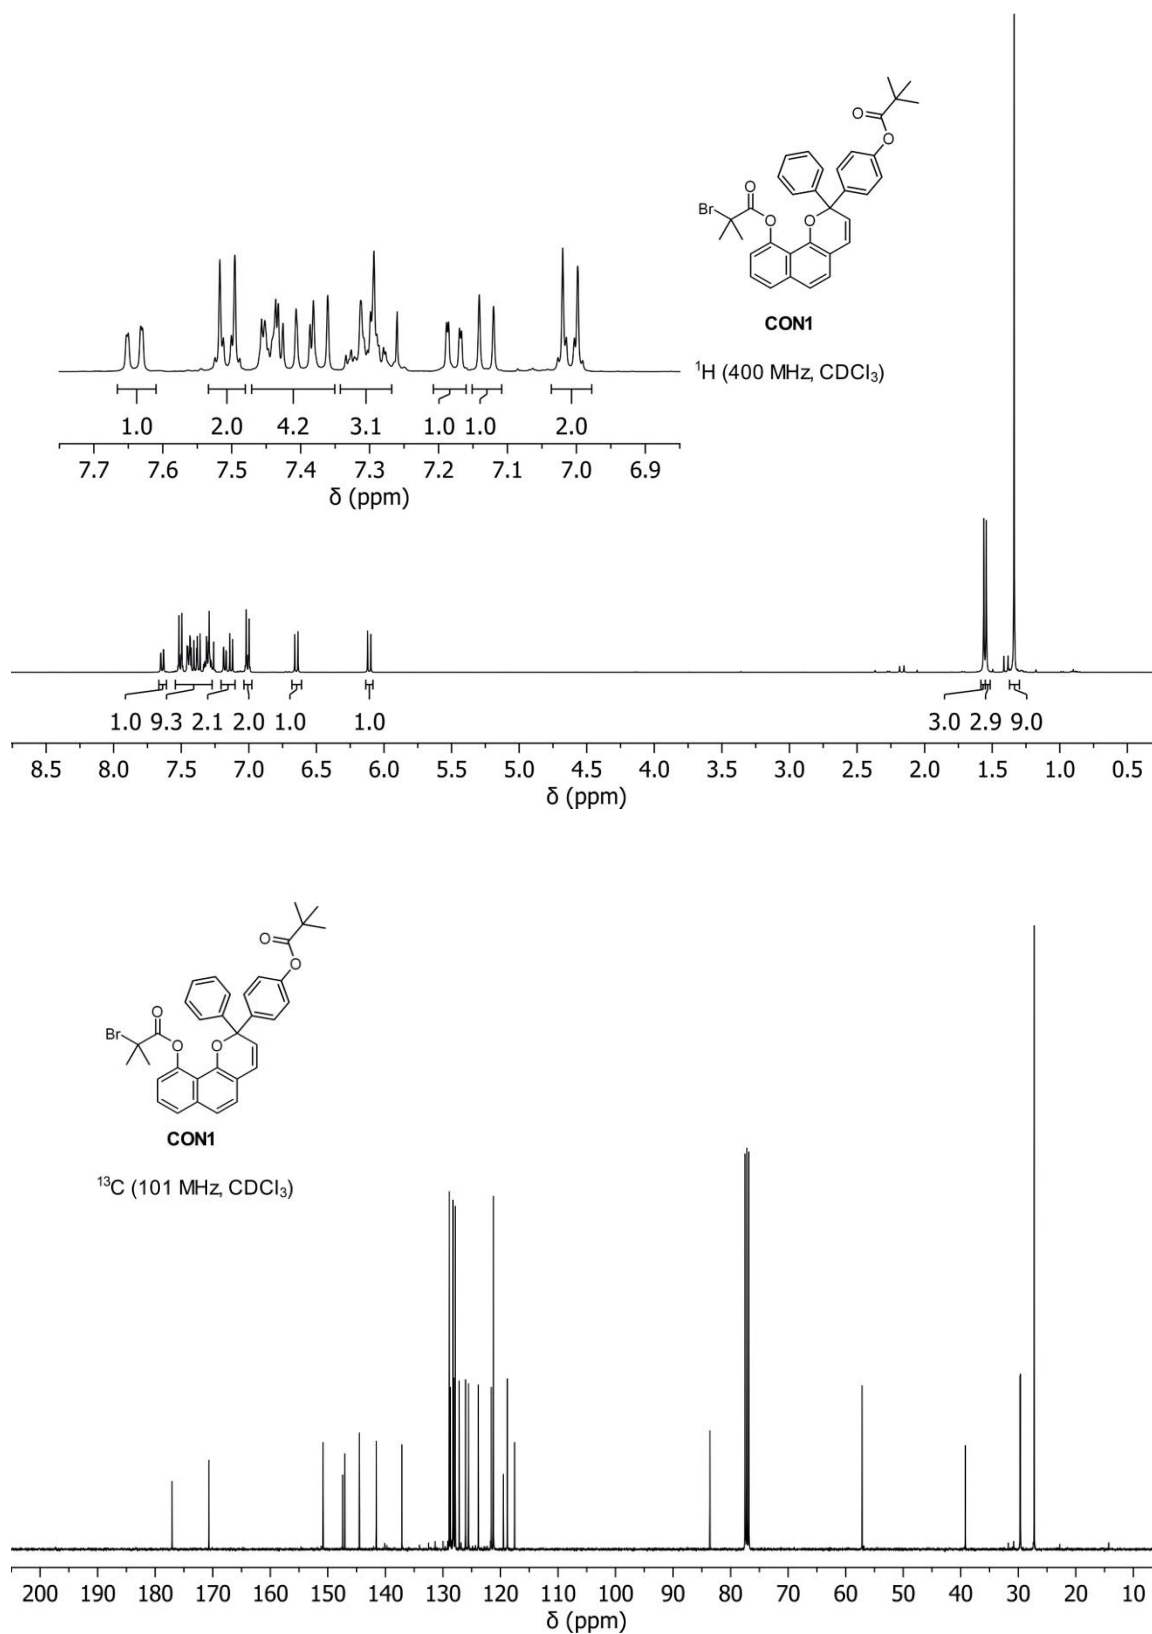 O
O
Br
O
O
O
CON1
¹H (400 MHz, CDCl₃)
1.0 2.0 4.2 3.1 1.0 1.0 2.0
7.7 7.6 7.5 7.4 7.3 7.2 7.1 7.0 6.9
δ (ppm)
1.0 9.3 2.1 2.0 1.0 1.0 3.0 2.9 9.0
8.5 8.0 7.5 7.0 6.5 6.0 5.5 5.0 4.5 4.0 3.5 3.0 2.5 2.0 1.5 1.0 0.5
δ (ppm)
O
O
Br
O
O
O
CON1
¹³C (101 MHz, CDCl₃)
200 190 180 170 160 150 140 130 120 110 100 90 80 70 60 50 40 30 20 10
δ (ppm)